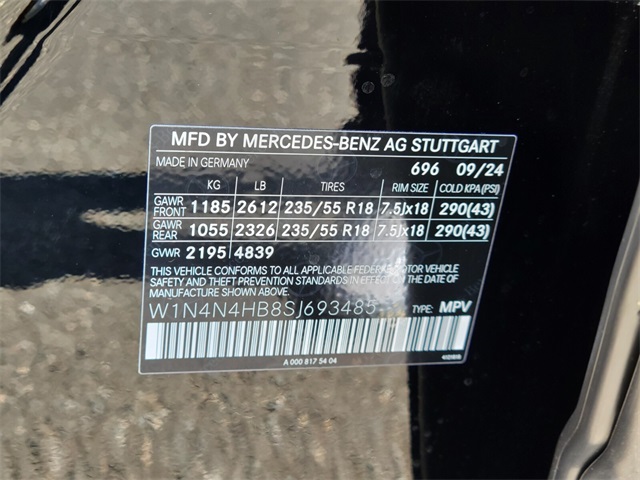 MFD BY MERCEDES-BENZ AG STUTTGART
MADE IN GERMANY 696 09/24
KG LB TIRES RIM SIZE COLD KPA(PSI)
GAWR FRONT 1185 2612 235/55 R18 7.5Jx18 290(43)
GAWR REAR 1055 2326 235/55 R18 7.5Jx18 290(43)
GVWR 2195 4839
THIS VEHICLE CONFORMS TO ALL APPLICABLE FEDERAL MOTOR VEHICLE
SAFETY AND THEFT PREVENTION STANDARDS IN EFFECT ON THE
DATE OF MANUFACTURE SHOWN ABOVE.
W1N4N4HB8SJ693485 TYPE: MPV
A 000 817 54 04